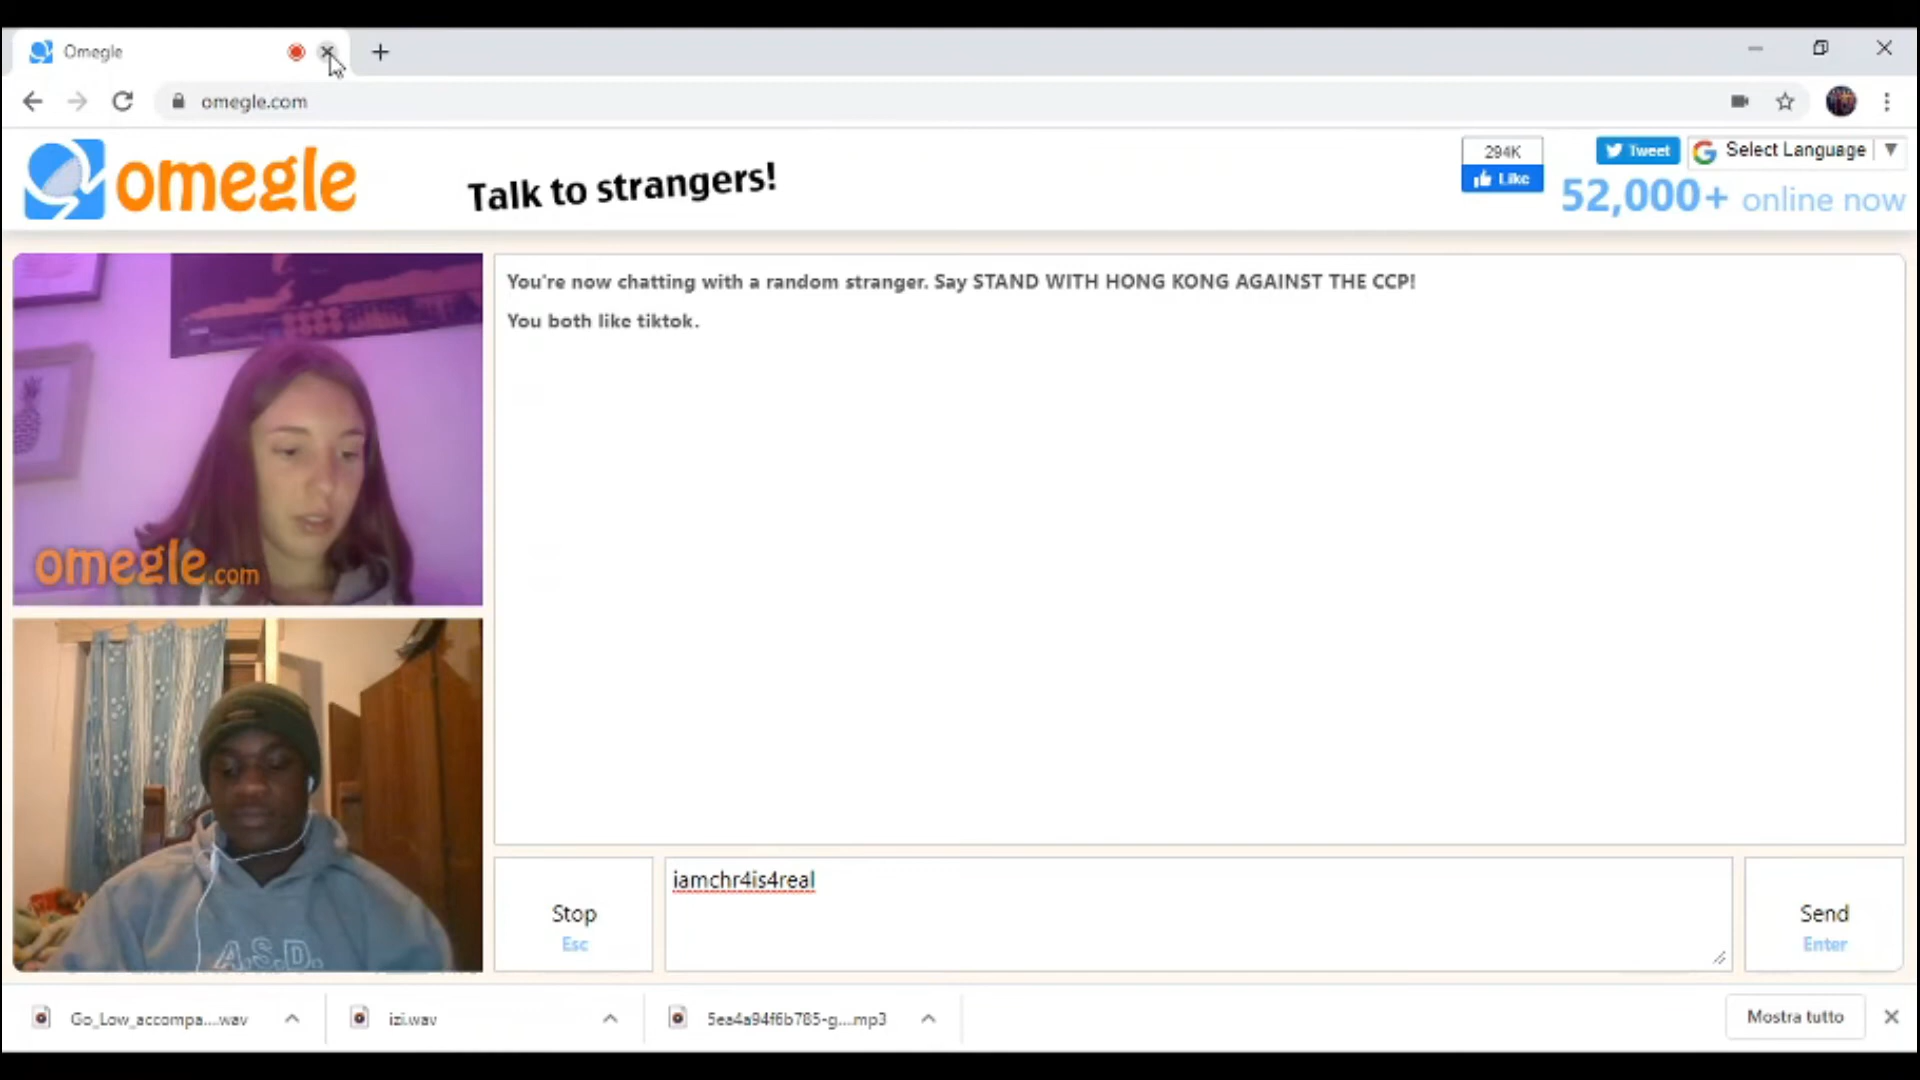 Omegle
omegle.com
omegle
Talk to strangers!
294K
Like
Tweet
Select Language
52,000+ online now
You're now chatting with a random stranger. Say STAND WITH HONG KONG AGAINST THE CCP!
You both like tiktok.
omegle.com
A.S.D.
Stop
Esc
iamchr4is4real
Send
Enter
Go_Low_accompa....wav
izi.wav
5ea4a94f6b785-g....mp3
Mostra tutto